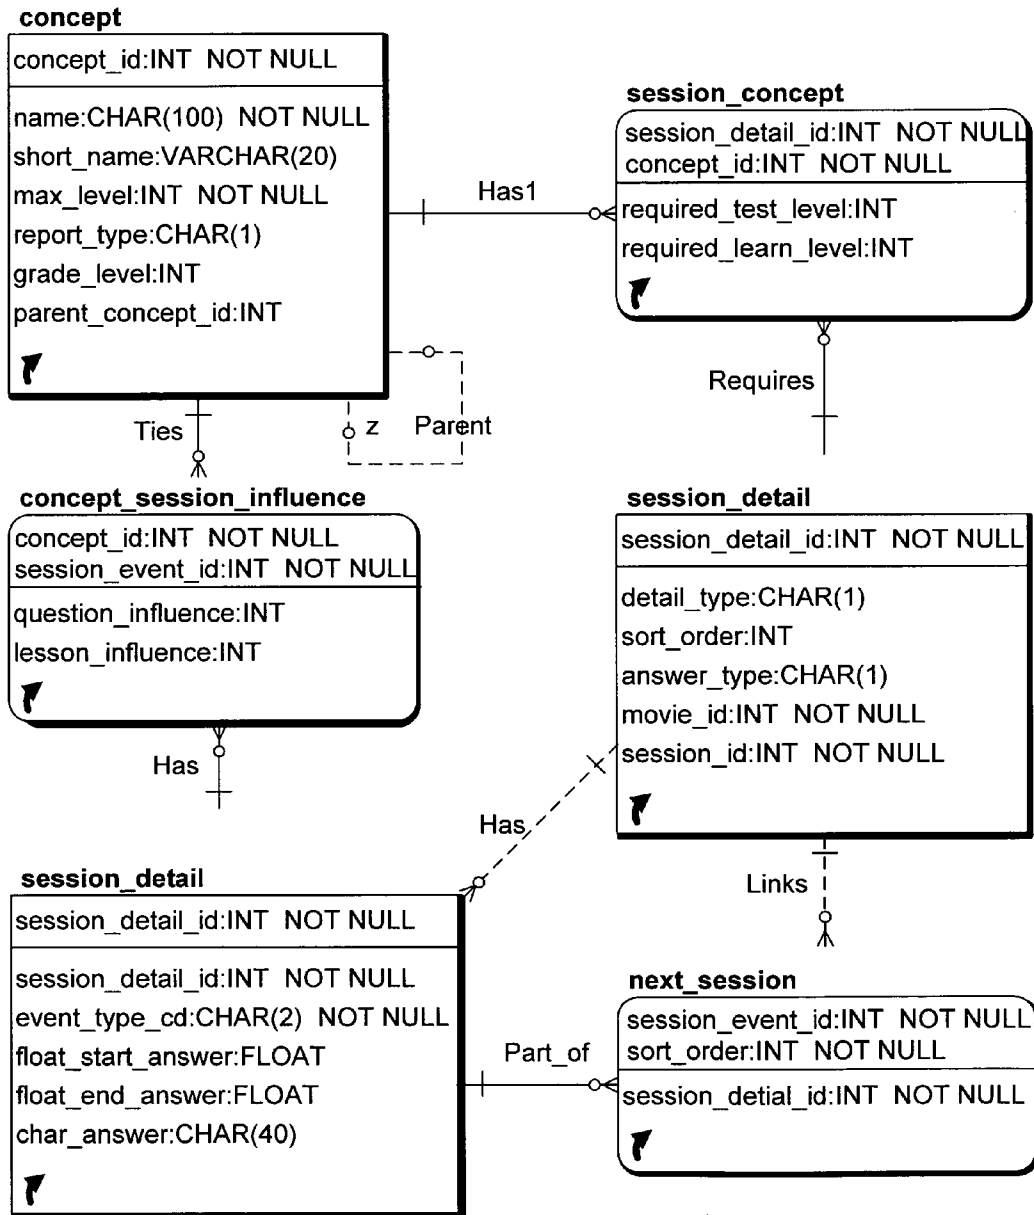 concept
concept_id:INT NOT NULL
name:CHAR(100) NOT NULL
short_name:VARCHAR(20)
max_level:INT NOT NULL
report_type:CHAR(1)
grade_level:INT
parent_concept_id:INT
Has1
session_concept
session_detail_id:INT NOT NULL
concept_id:INT NOT NULL
required_test_level:INT
required_learn_level:INT
Requires
Ties
z
Parent
concept_session_influence
concept_id:INT NOT NULL
session_event_id:INT NOT NULL
question_influence:INT
lesson_influence:INT
Has
session_detail
session_detail_id:INT NOT NULL
detail_type:CHAR(1)
sort_order:INT
answer_type:CHAR(1)
movie_id:INT NOT NULL
session_id:INT NOT NULL
Has
Links
session_detail
session_detail_id:INT NOT NULL
session_detail_id:INT NOT NULL
event_type_cd:CHAR(2) NOT NULL
float_start_answer:FLOAT
float_end_answer:FLOAT
char_answer:CHAR(40)
Part_of
next_session
session_event_id:INT NOT NULL
sort_order:INT NOT NULL
session_detial_id:INT NOT NULL